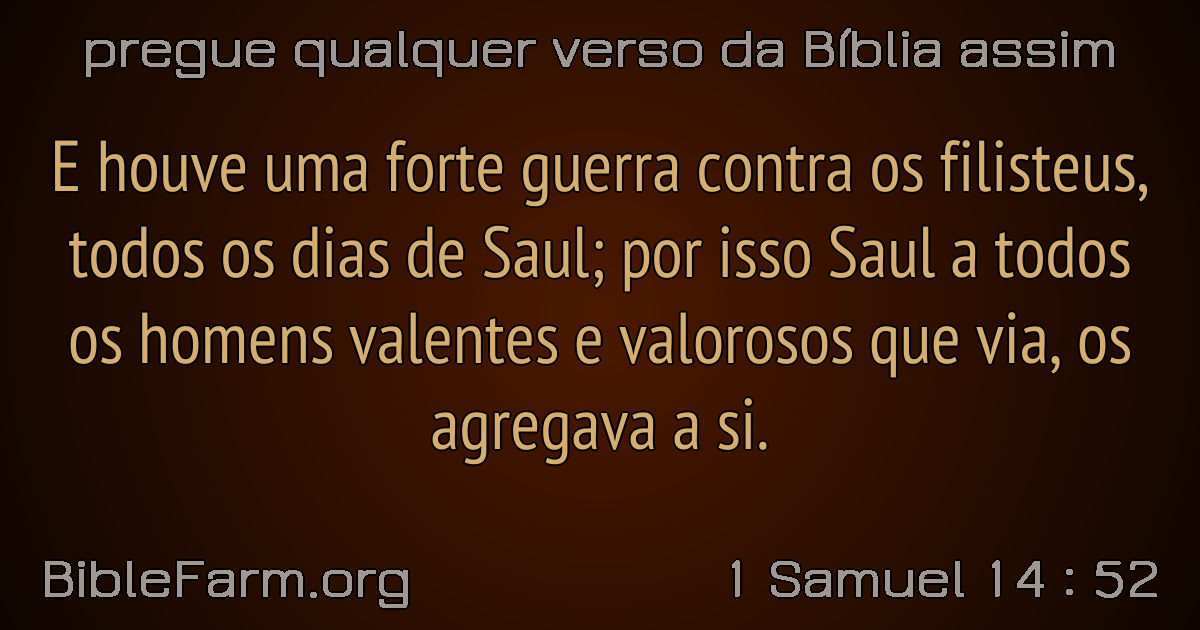 pregue qualquer verso da Bíblia assim
E houve uma forte guerra contra os filisteus,
todos os dias de Saul; por isso Saul a todos
os homens valentes e valorosos que via, os
agregava a si.
BibleFarm.org
1 Samuel 14 : 52